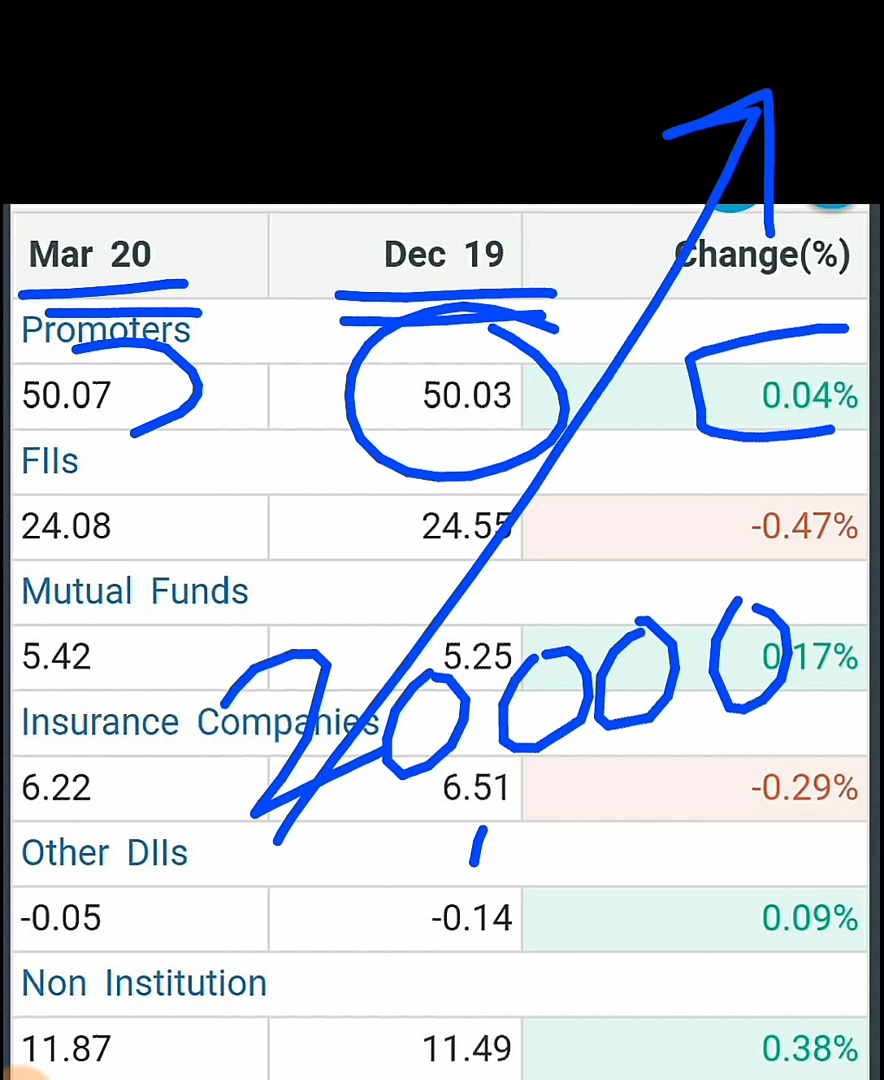 Mar 20 Dec 19 Change(%)
Promoters
50.07 50.03 0.04%
FIIs
24.08 24.55 -0.47%
Mutual Funds
5.42 5.25 0.17%
20000
Insurance Companies
6.22 6.51 -0.29%
Other DIIs
-0.05 -0.14 0.09%
Non Institution
11.87 11.49 0.38%